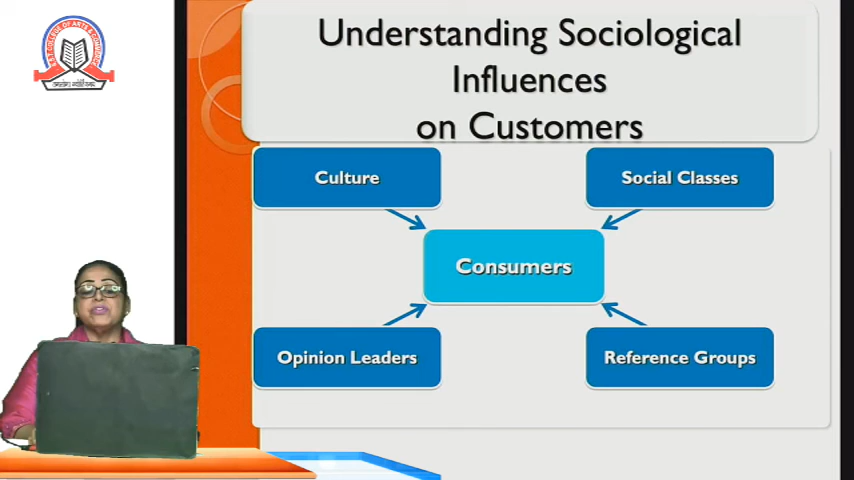 Understanding Sociological
Influences
on Customers
Culture
Social Classes
Consumers
Opinion Leaders
Reference Groups